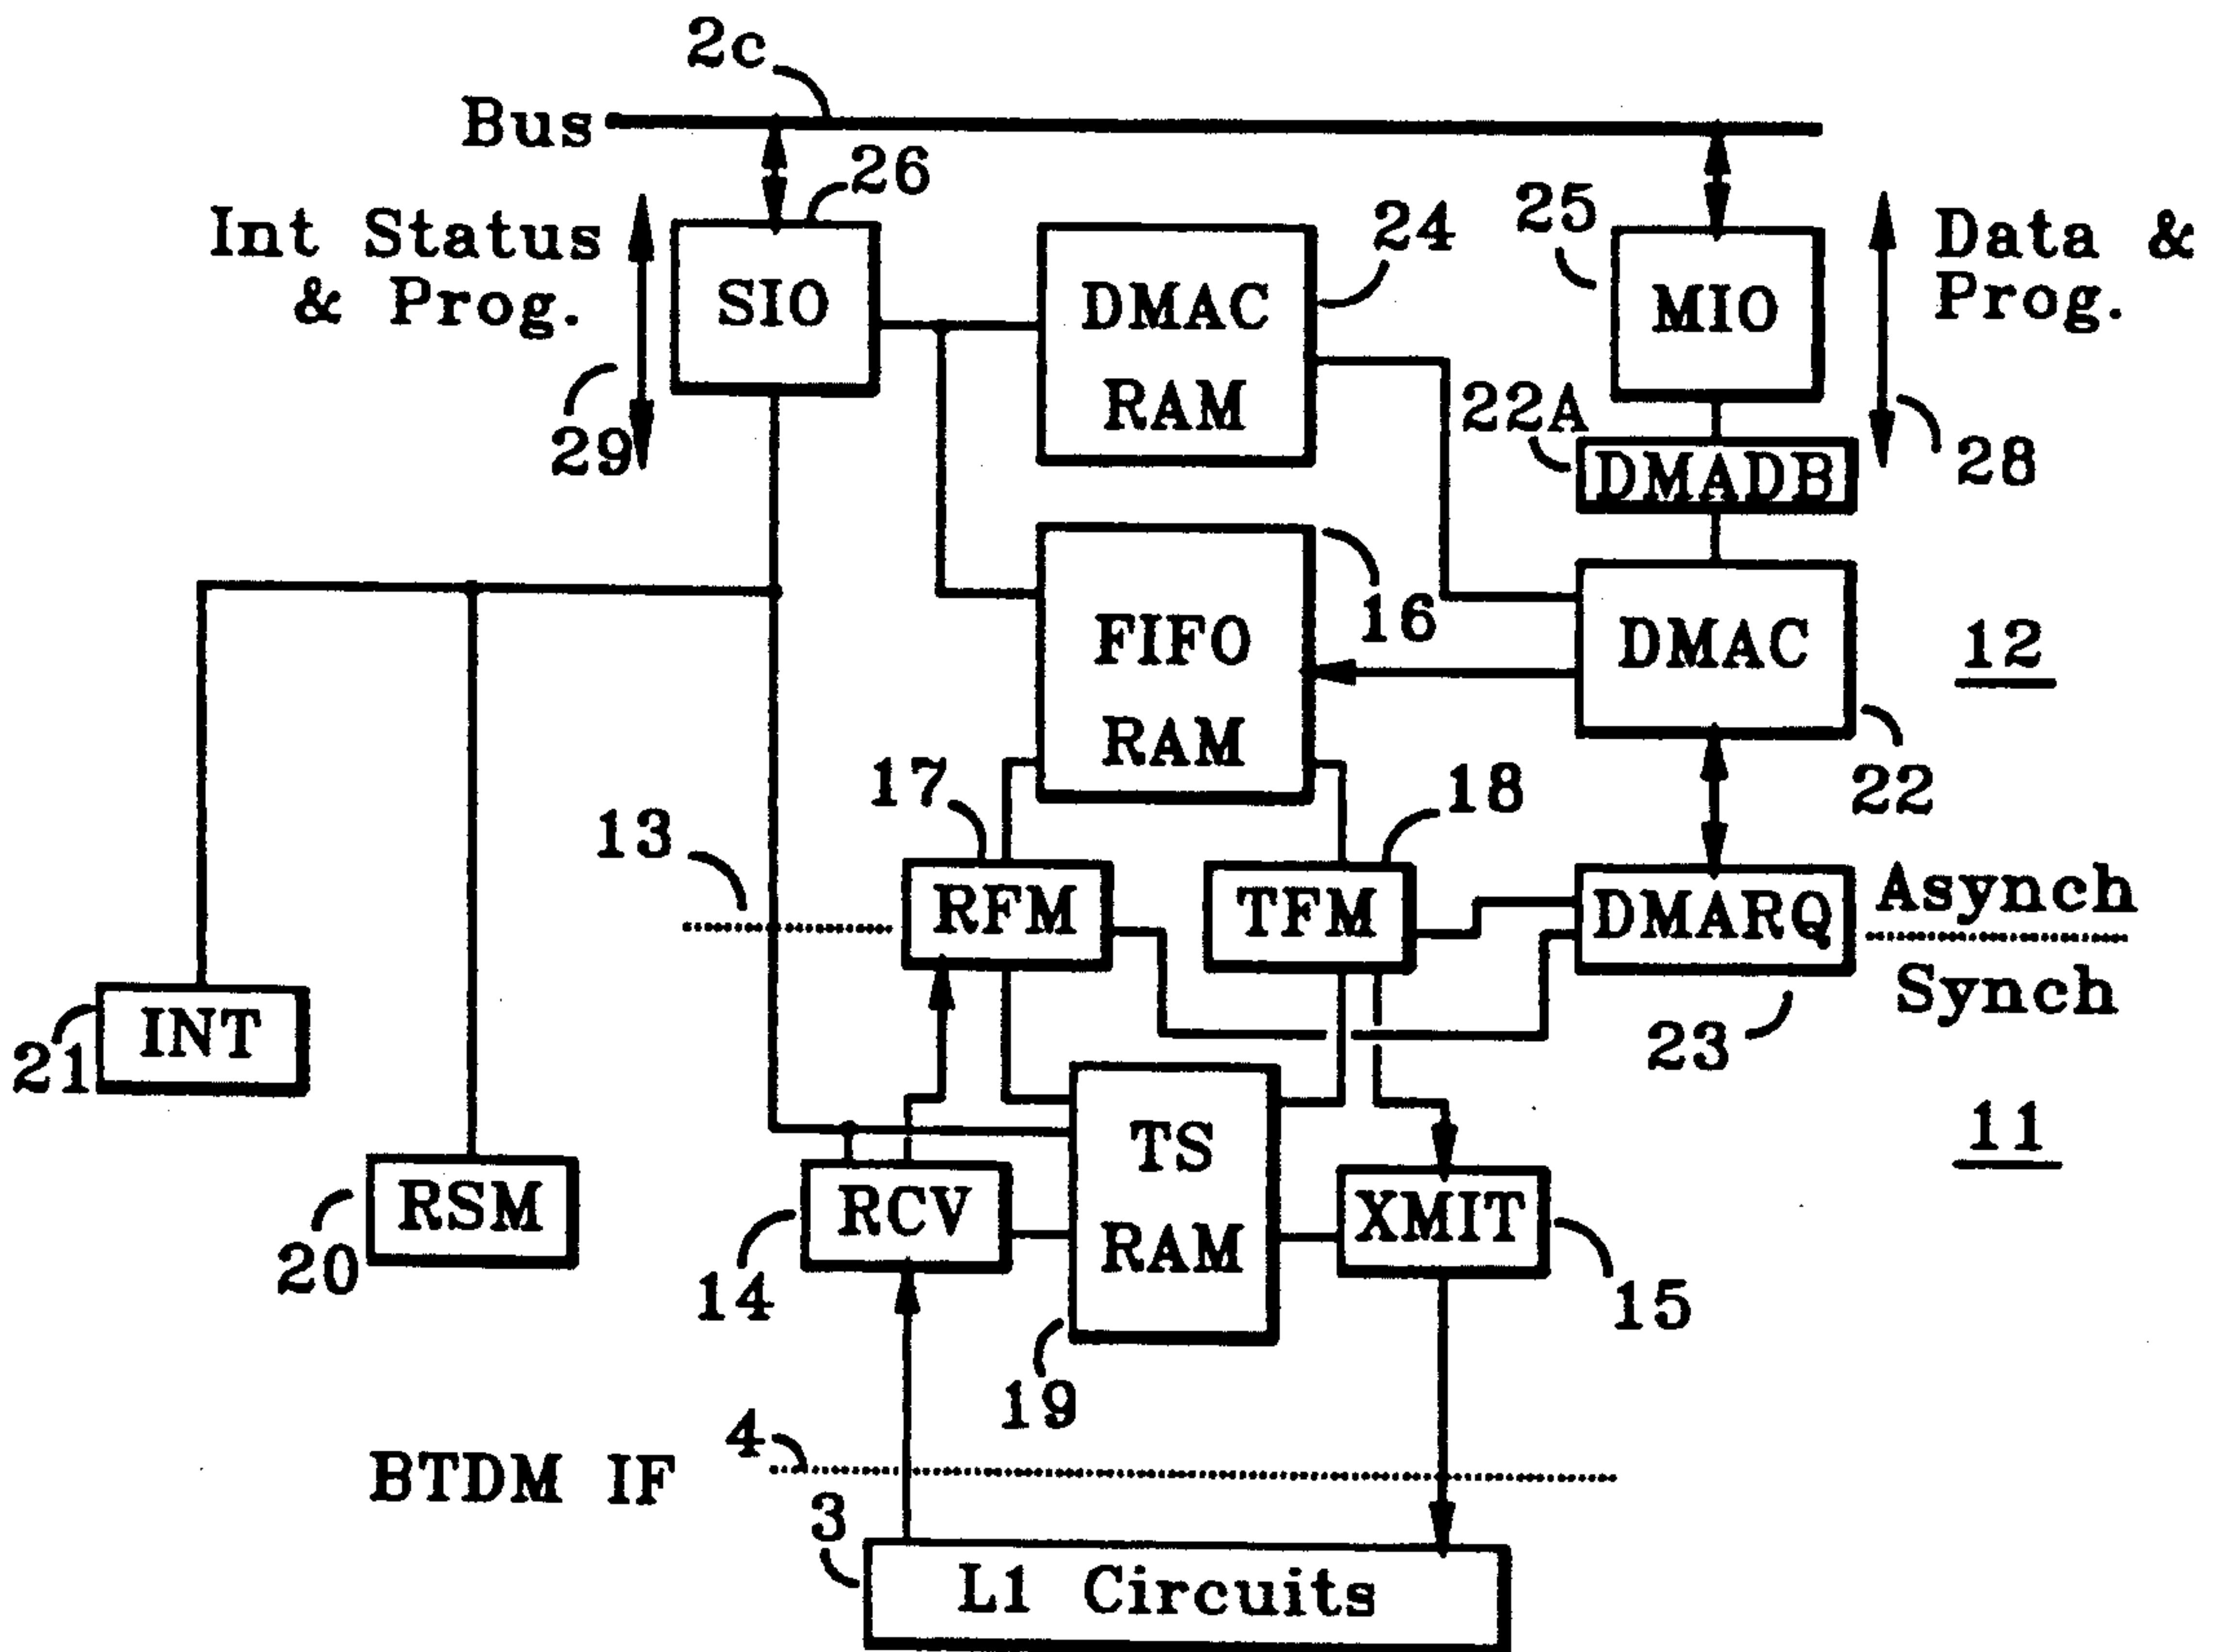 2c
Bus
26
24
25
Int Status
& Prog.
Data &
Prog.
SIO
DMAC
RAM
MIO
22A
29
28
DMADB
16
FIFO
RAM
DMAC
12
22
17
18
13
RFM
TFM
DMARQ
Asynch
Synch
23
21
INT
11
TS
RAM
RCV
XMIT
RSM
20
14
15
19
4
BTDM IF
3
L1 Circuits